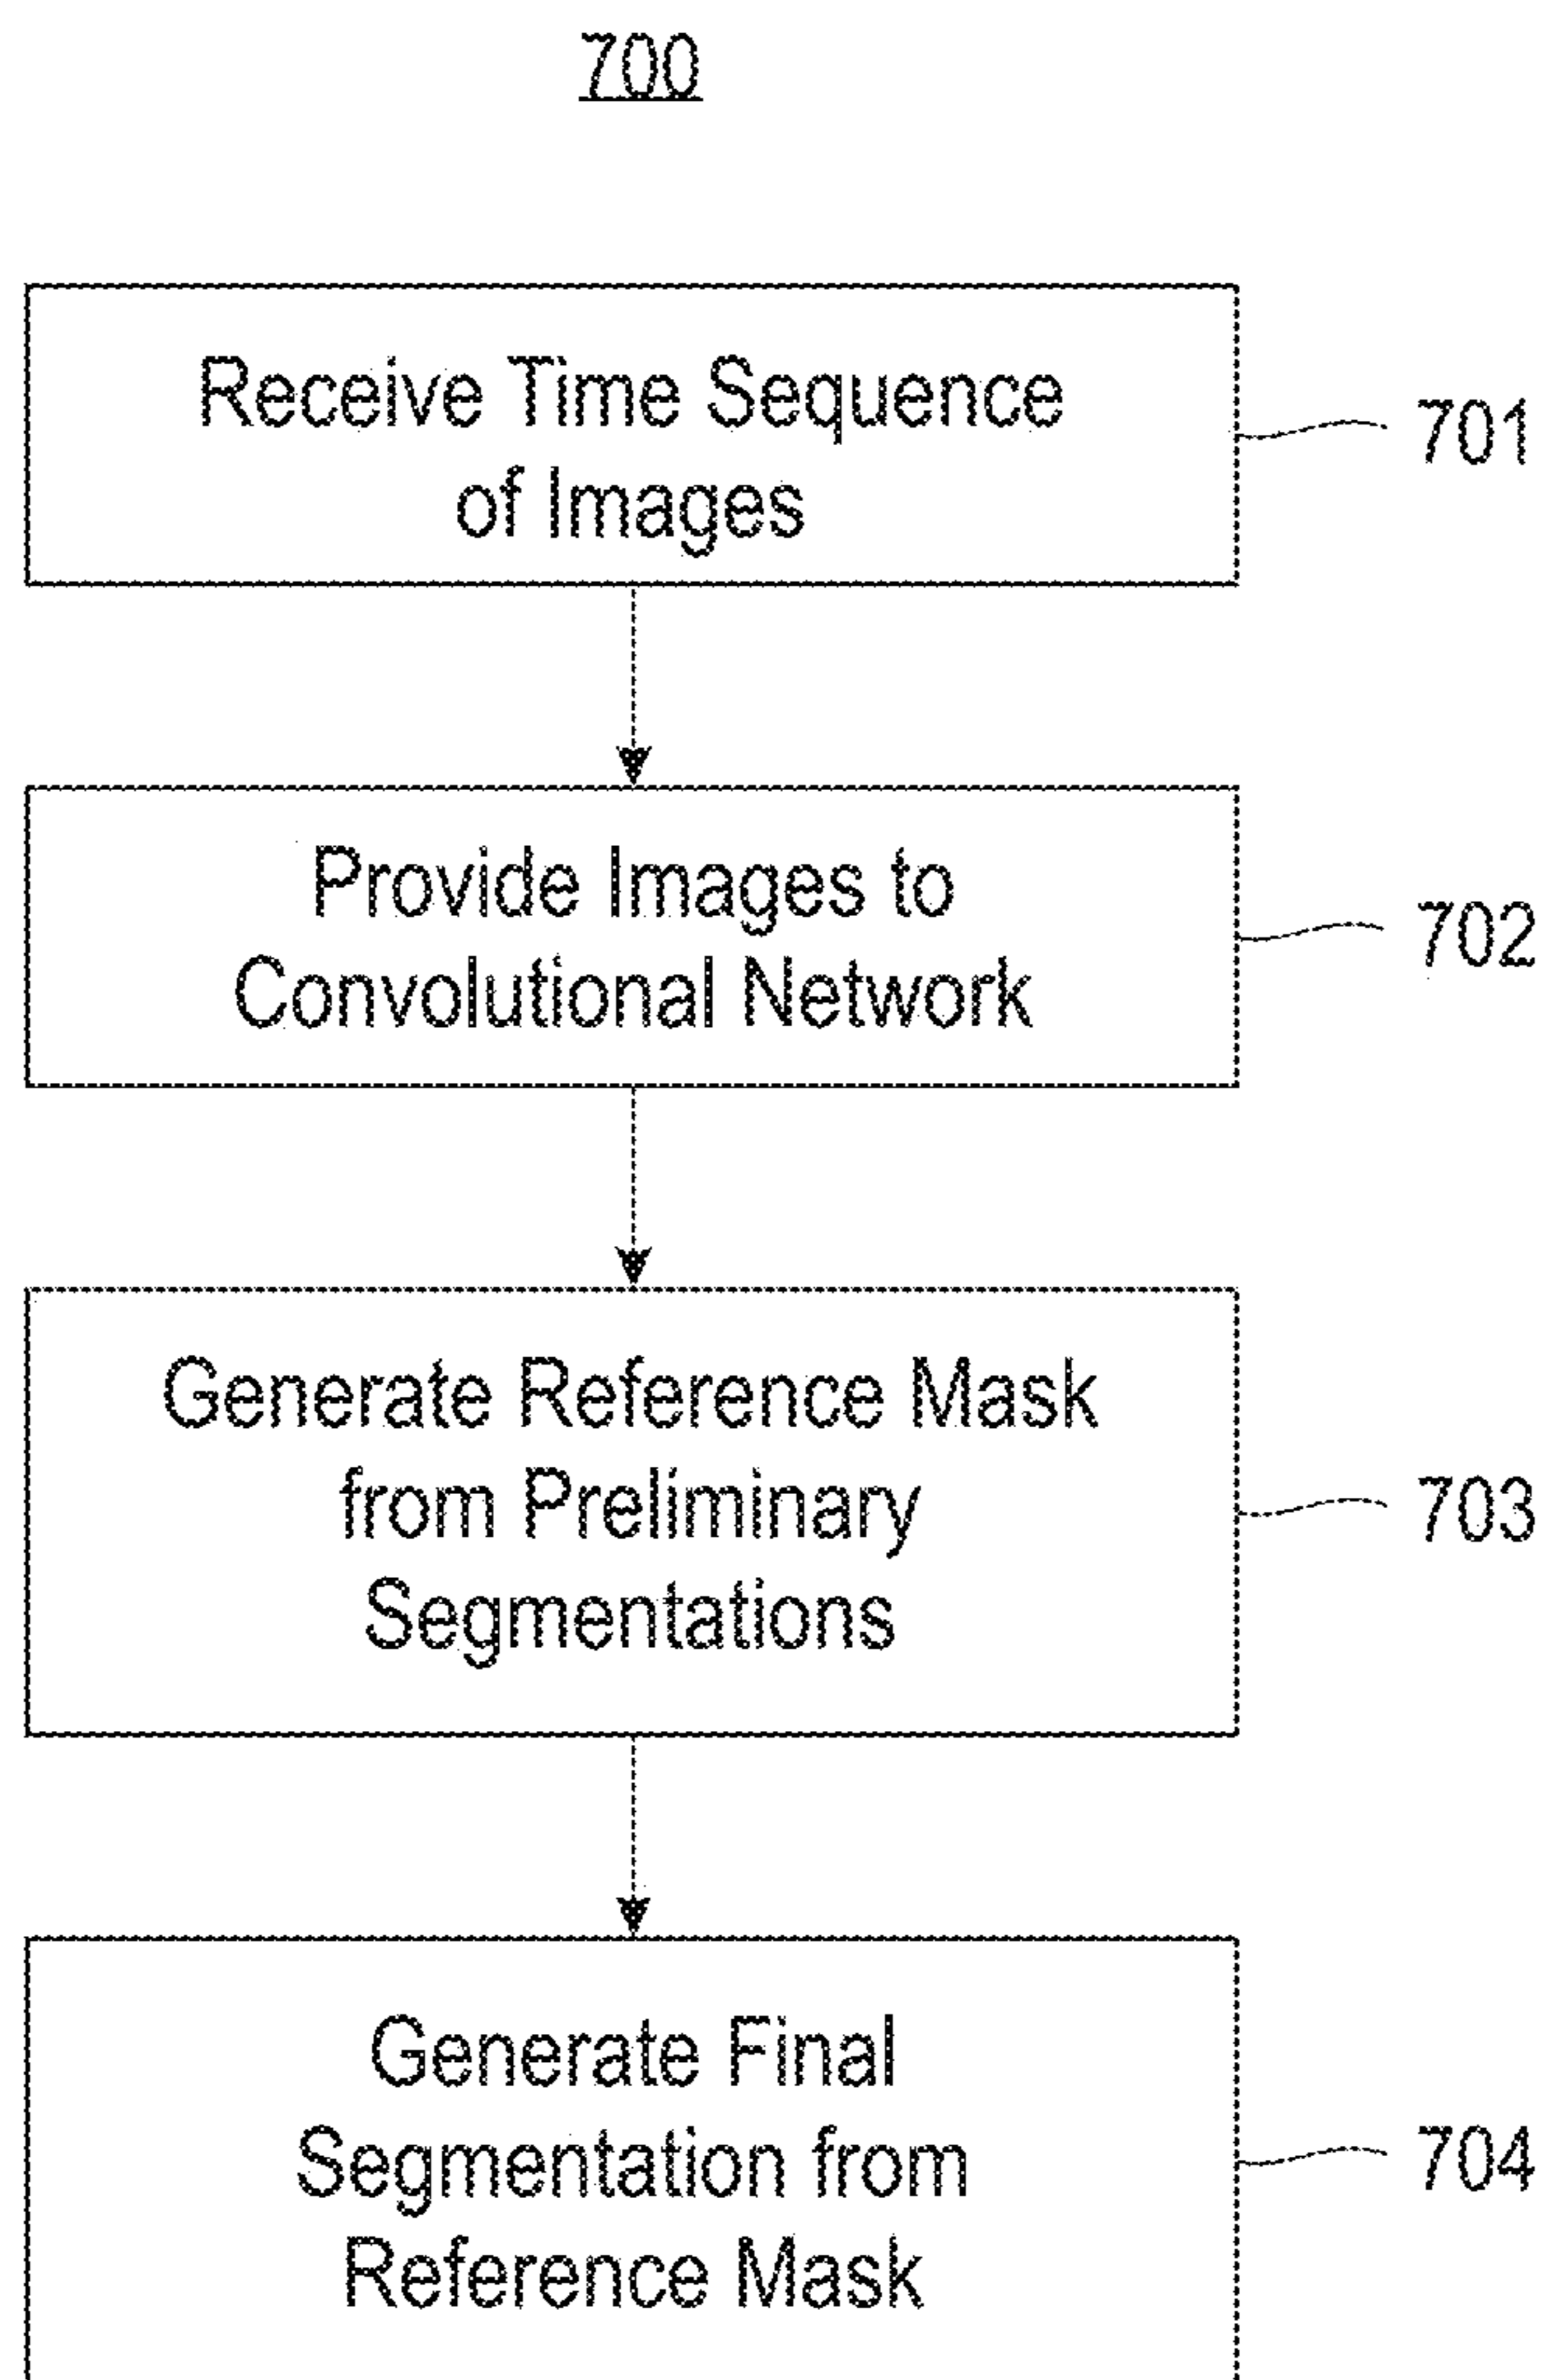 700
Receive Time Sequence
of Images
701
Provide Images to
Convolutional Network
702
Generate Reference Mask
from Preliminary
Segmentations
703
Generate Final
Segmentation from
Reference Mask
704